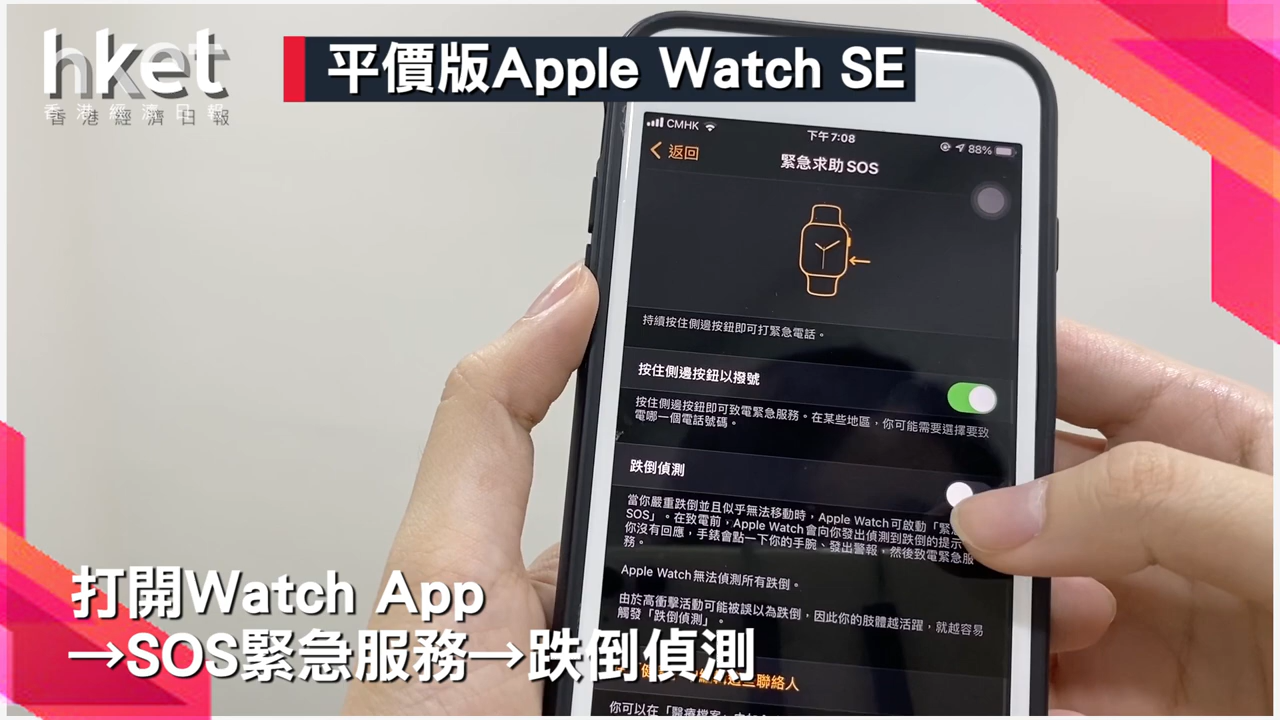 hket
香港經濟日報
平價版Apple Watch SE
CMHK
下午7:08
88%
返回
緊急求助SOS
持續按住側邊按鈕即可打緊急電話。
按住側邊按鈕以撥號
按住側邊按鈕即可致電緊急服務。在某些地區，你可能需要選擇要致
電哪一個電話號碼。
跌倒偵測
當你嚴重跌倒並且似乎無法移動時，Apple Watch可啟動「緊
SOS」。在致電前，Apple Watch會向你發出偵測到跌倒的提示
你沒有回應，手錶會點一下你的手腕、發出警報，然後致電緊急服
務。
Apple Watch無法偵測所有跌倒。
由於高衝擊活動可能被誤以為跌倒，因此你的肢體越活躍，就越容易
觸發「跌倒偵測」。
聯絡人
你可以在「醫療檔案」
打開Watch App
→SOS緊急服務→跌倒偵測